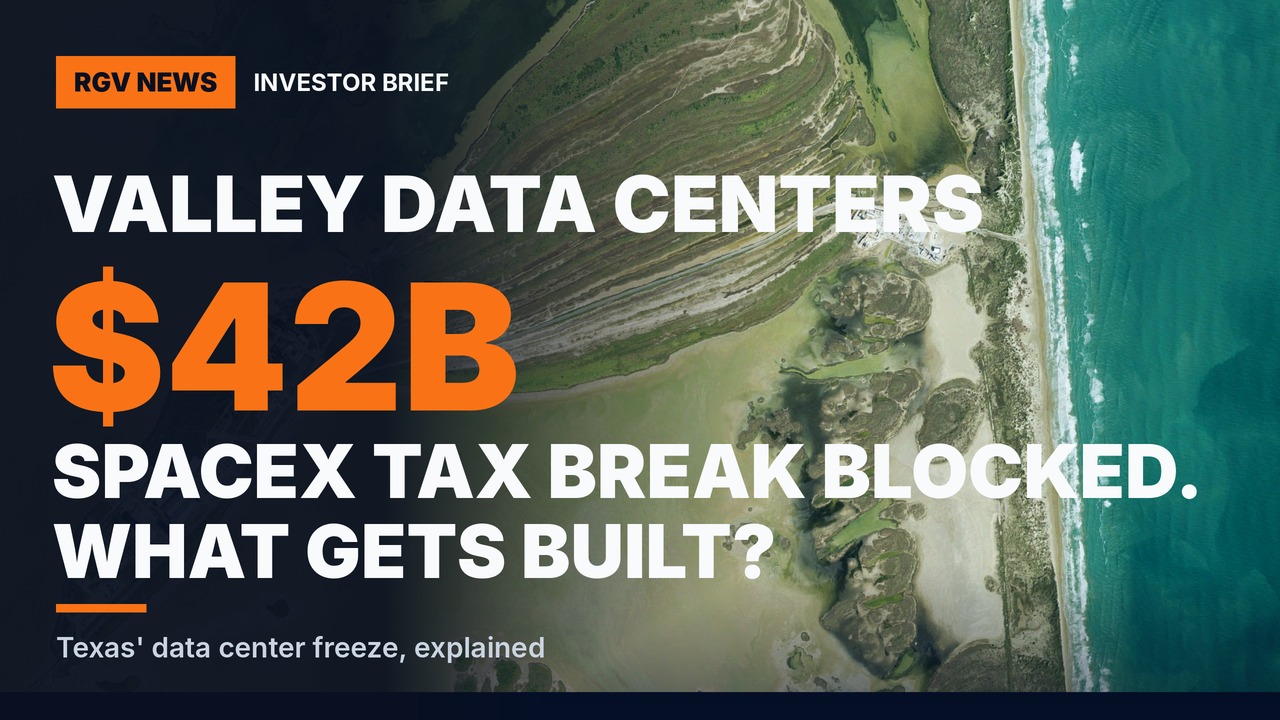 RGV NEWS INVESTOR BRIEF
VALLEY DATA CENTERS
$42B
SPACEX TAX BREAK BLOCKED.
WHAT GETS BUILT?
Texas' data center freeze, explained